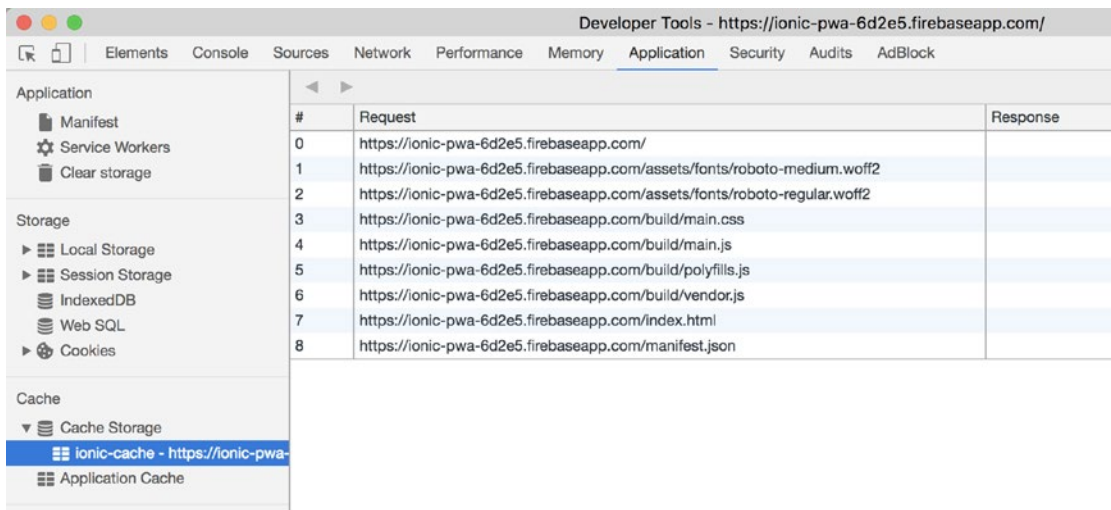 Developer Tools - https://ionic-pwa-6d2e5.firebaseapp.com/
Elements Console Sources Network Performance Memory Application Security Audits AdBlock
Application
Manifest
Service Workers
Clear storage
Storage
Local Storage
Session Storage
IndexedDB
Web SQL
Cookies
Cache
Cache Storage
ionic-cache - https://ionic-pwa-
Application Cache
# Request Response
0 https://ionic-pwa-6d2e5.firebaseapp.com/
1 https://ionic-pwa-6d2e5.firebaseapp.com/assets/fonts/roboto-medium.woff2
2 https://ionic-pwa-6d2e5.firebaseapp.com/assets/fonts/roboto-regular.woff2
3 https://ionic-pwa-6d2e5.firebaseapp.com/build/main.css
4 https://ionic-pwa-6d2e5.firebaseapp.com/build/main.js
5 https://ionic-pwa-6d2e5.firebaseapp.com/build/polyfills.js
6 https://ionic-pwa-6d2e5.firebaseapp.com/build/vendor.js
7 https://ionic-pwa-6d2e5.firebaseapp.com/index.html
8 https://ionic-pwa-6d2e5.firebaseapp.com/manifest.json